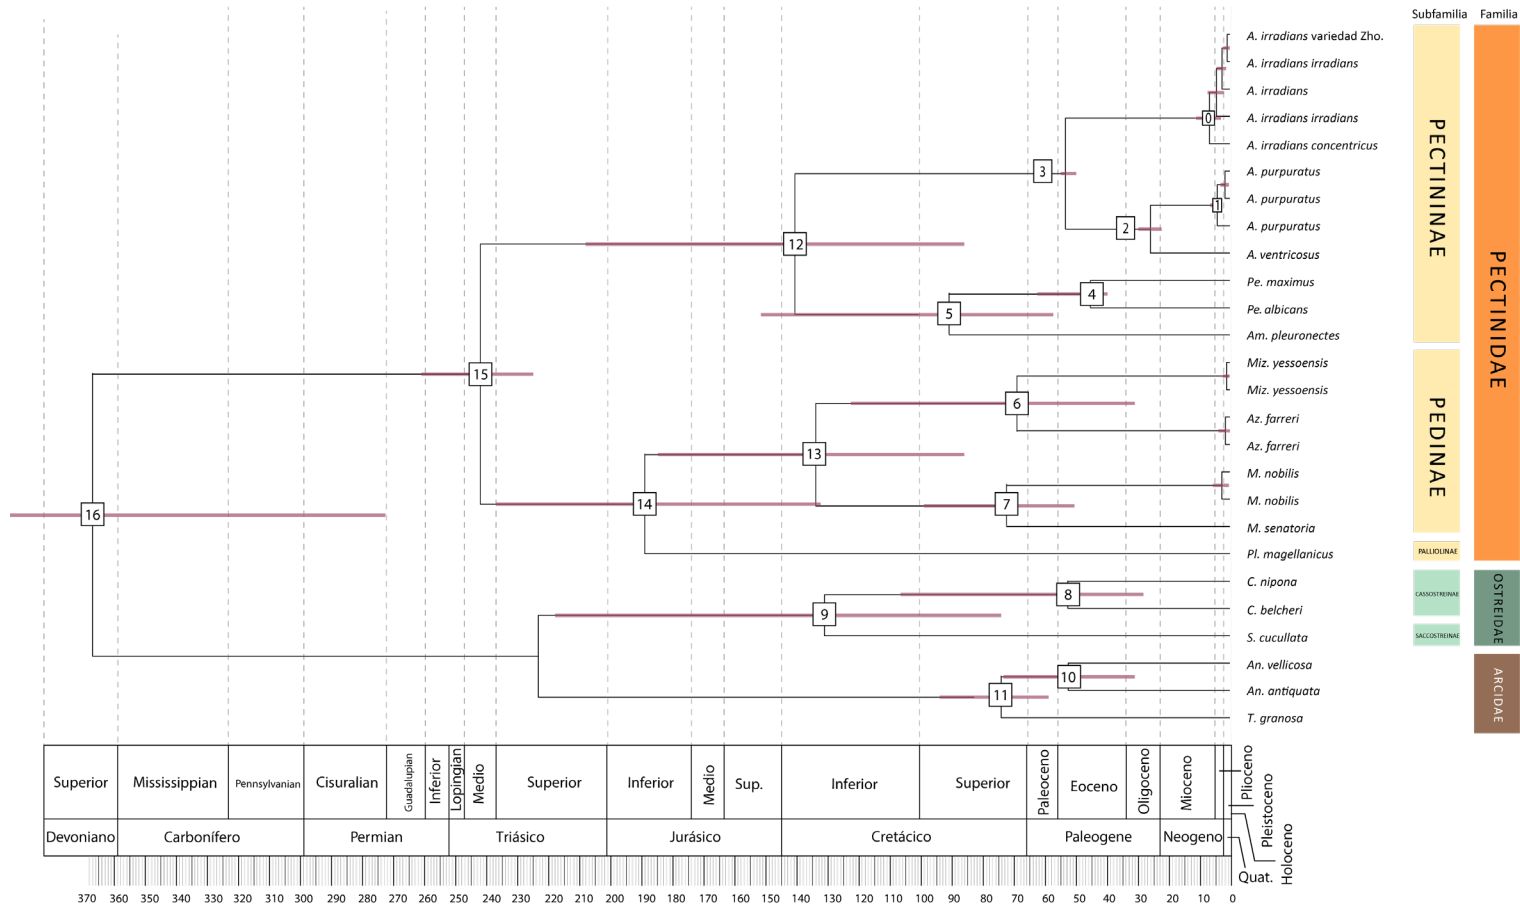 Subfamilia Familia
A. irradians variedad Zho.
A. irradians irradians
A. irradians
A. irradians irradians
A. irradians concentricus
A. purpuratus
A. purpuratus
A. purpuratus
A. ventricosus
Pe. maximus
Pe. albicans
Am. pleuronectes
Miz. yessoensis
Miz. yessoensis
Az. farreri
Az. farreri
M. nobilis
M. nobilis
M. senatoria
Pl. magellanicus
C. nipona
C. belcheri
S. cucullata
An. vellicosa
An. antiquata
T. granosa
0
1
2
3
4
5
6
7
8
9
10
11
12
13
14
15
16
PECTININAE
PEDINAE
PALLIOLINAE
CASSOSTREINAE
SACCOSTREINAE
PECTINIDAE
OSTREIDAE
ARCIDAE
Superior Mississippian Pennsylvanian Cisuralian Guadalupian Inferior Lopingian Medio Superior Inferior Medio Sup. Inferior Superior Paleoceno Eoceno Oligoceno Mioceno Plioceno Pleistoceno Holoceno
Devoniano Carbonífero Permian Triásico Jurásico Cretácico Paleogene Neogeno Quat.
370 360 350 340 330 320 310 300 290 280 270 260 250 240 230 220 210 200 190 180 170 160 150 140 130 120 110 100 90 80 70 60 50 40 30 20 10 0